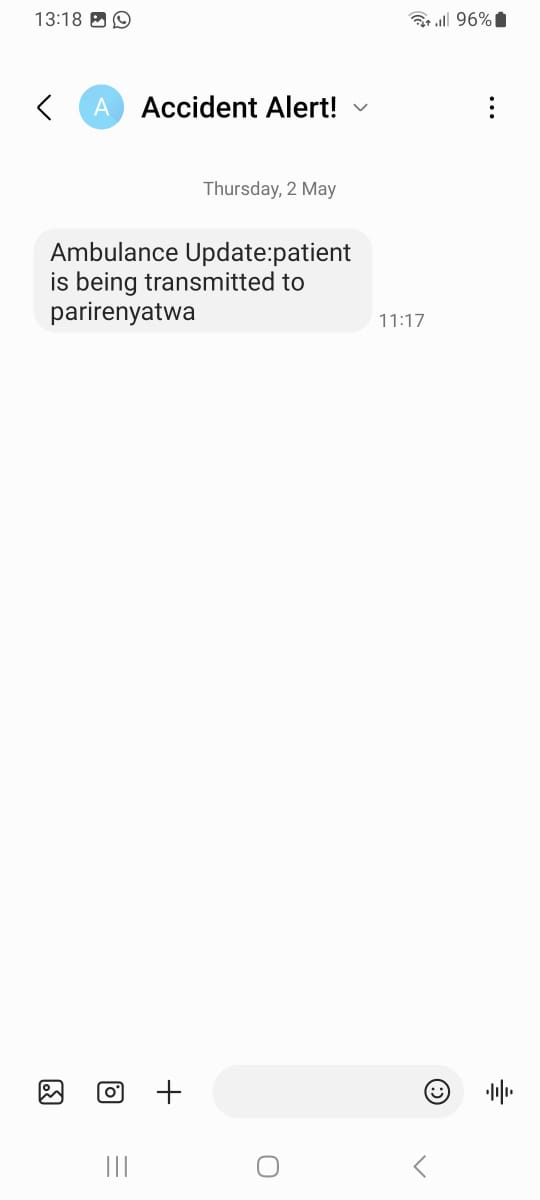 13:18 96%
A Accident Alert!
Thursday, 2 May
Ambulance Update:patient
is being transmitted to
parirenyatwa
11:17